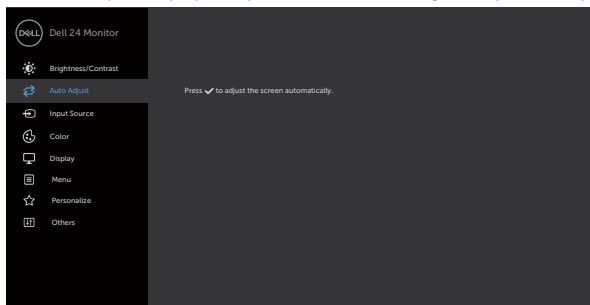 DELL
Dell 24 Monitor
Brightness/Contrast
Auto Adjust
Press ✓ to adjust the screen automatically.
Input Source
Color
Display
Menu
Personalize
Others